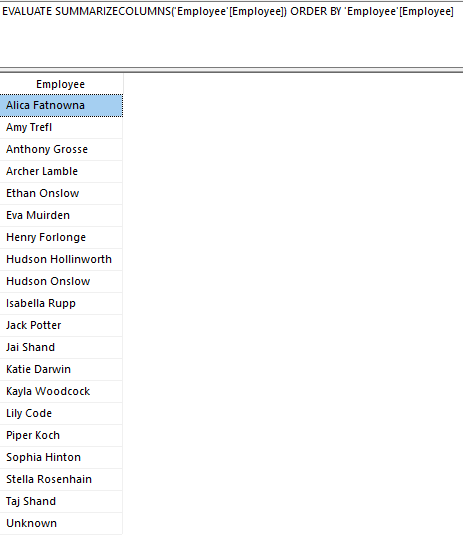 EVALUATE SUMMARIZECOLUMNS('Employee'[Employee]) ORDER BY 'Employee'[Employee]
Employee
Alica Fatnowna
Amy Trefl
Anthony Grosse
Archer Lamble
Ethan Onslow
Eva Muirden
Henry Forlonge
Hudson Hollinworth
Hudson Onslow
Isabella Rupp
Jack Potter
Jai Shand
Katie Darwin
Kayla Woodcock
Lily Code
Piper Koch
Sophia Hinton
Stella Rosenhain
Taj Shand
Unknown